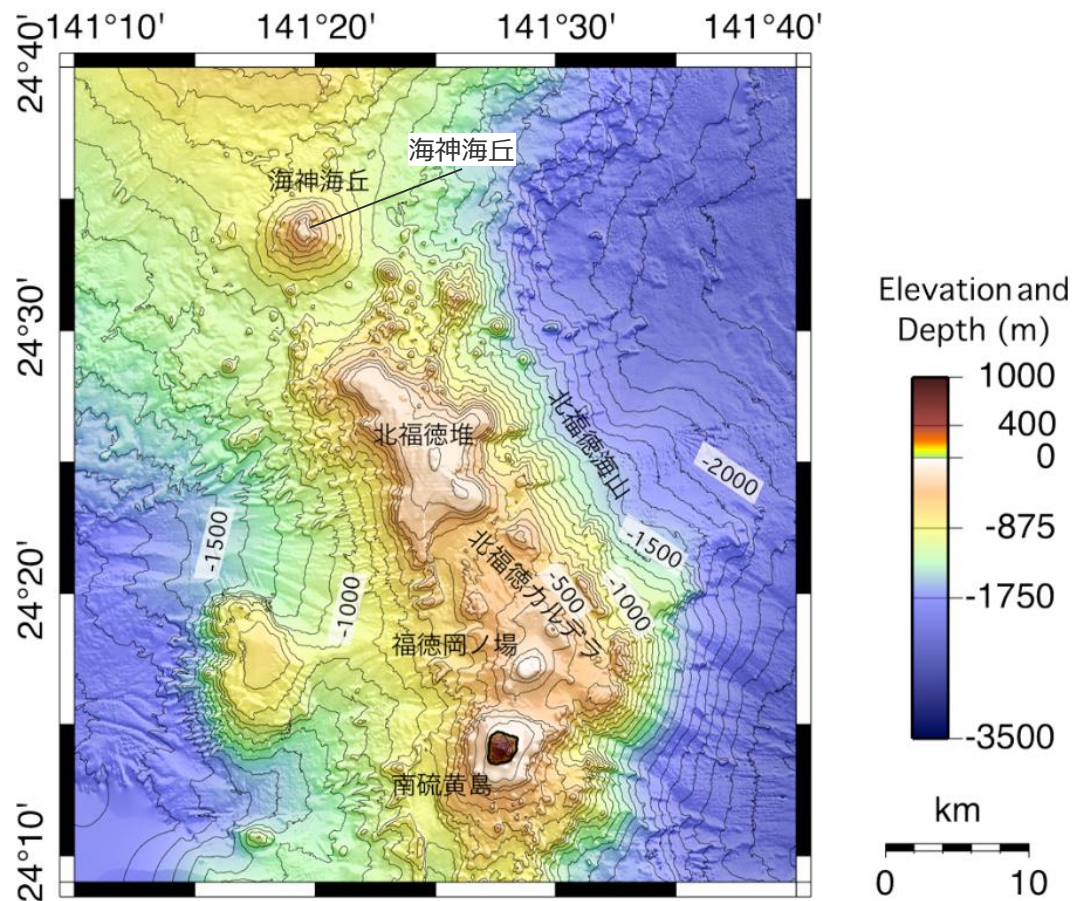 141°10' 141°20' 141°30' 141°40'
24°40'
海神海丘
海神海丘
24°30'
Elevation and
Depth (m)
1000
400
0
-875
-1750
-3500
北福徳海山
北福徳堆
-2000
-1500
-1500
北福徳カルデラ
-500
-1000
-1000
24°20'
福徳岡ノ場
南硫黄島
24°10'
km
0 10